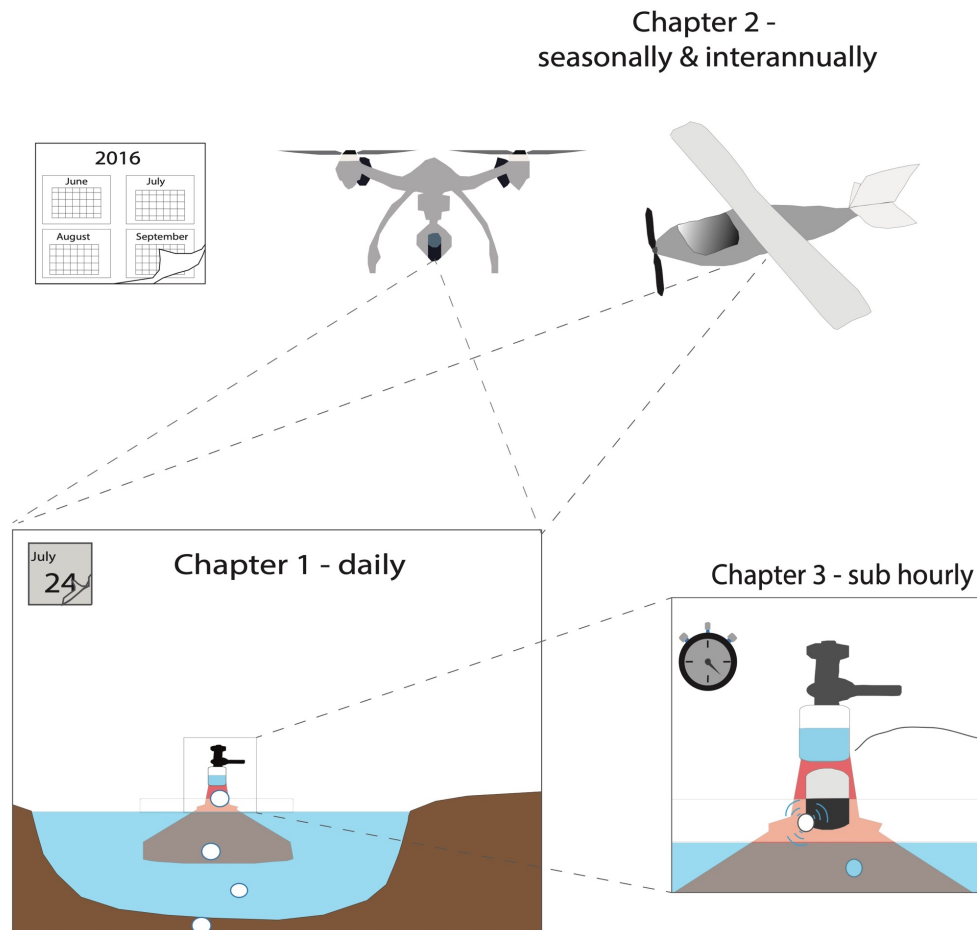 Chapter 2 -
seasonally & interannually
2016
June
July
August
September
Chapter 1 - daily
July
24
Chapter 3 - sub hourly